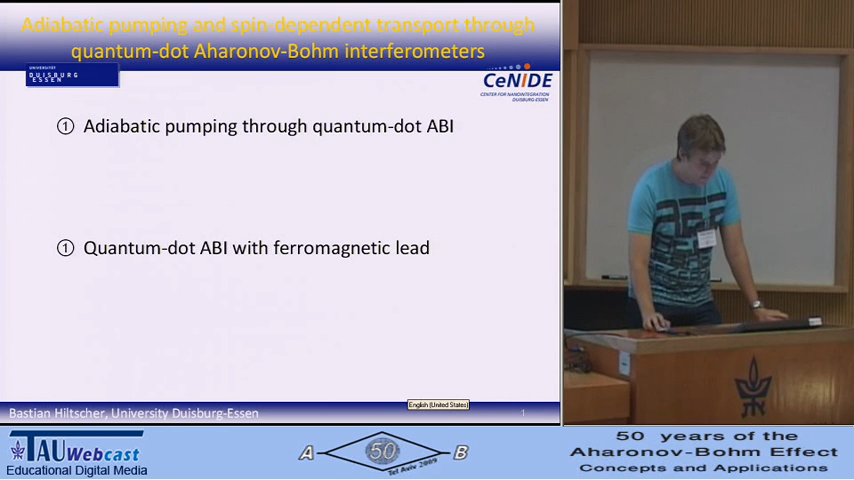 Adiabatic pumping and spin-dependent transport through
quantum-dot Aharonov-Bohm interferometers
UNIVERSITÄT
DUISBURG
ESSEN
CeNIDE
CENTER FOR NANOINTEGRATION
DUISBURG-ESSEN
① Adiabatic pumping through quantum-dot ABI
① Quantum-dot ABI with ferromagnetic lead
English (United States)
Bastian Hiltscher, University Duisburg-Essen
1
TAU Webcast
Educational Digital Media
A 50 B
Tel Aviv 2009
50 years of the
Aharonov-Bohm Effect
Concepts and Applications